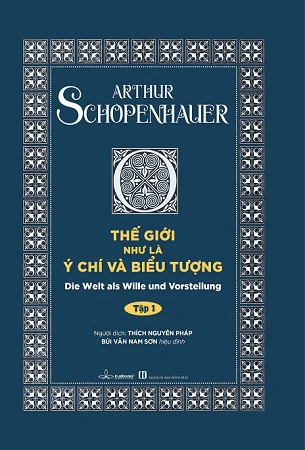 ARTHUR
SCHOPENHAUER
THẾ GIỚI
NHƯ LÀ
Ý CHÍ VÀ BIỂU TƯỢNG
Die Welt als Wille und Vorstellung
Tập 1
Người dịch: THÍCH NGUYÊN PHÁP
BÙI VĂN NAM SƠN hiệu đính